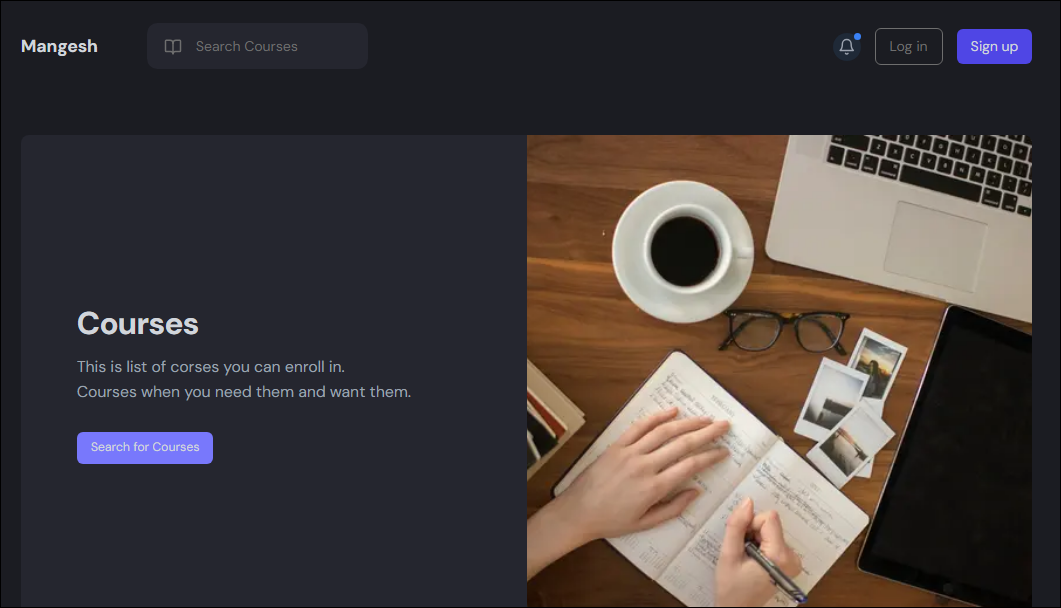 Mangesh
Search Courses
Log in
Sign up
Courses
This is list of corses you can enroll in.
Courses when you need them and want them.
Search for Courses